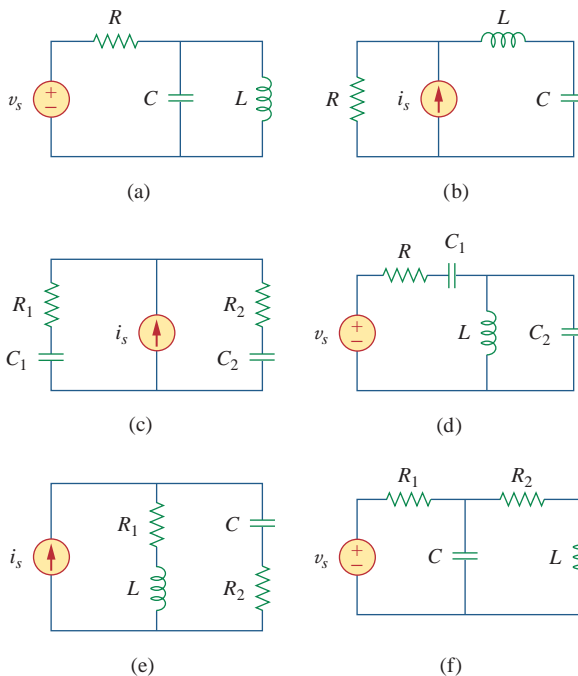 R
v_s
+
−
C
L
(a)
L
R
i_s
C
(b)
R_1
C_1
i_s
R_2
C_2
(c)
C_1
R
v_s
+
−
L
C_2
(d)
i_s
R_1
L
C
R_2
(e)
R_1
R_2
v_s
+
−
C
L
(f)